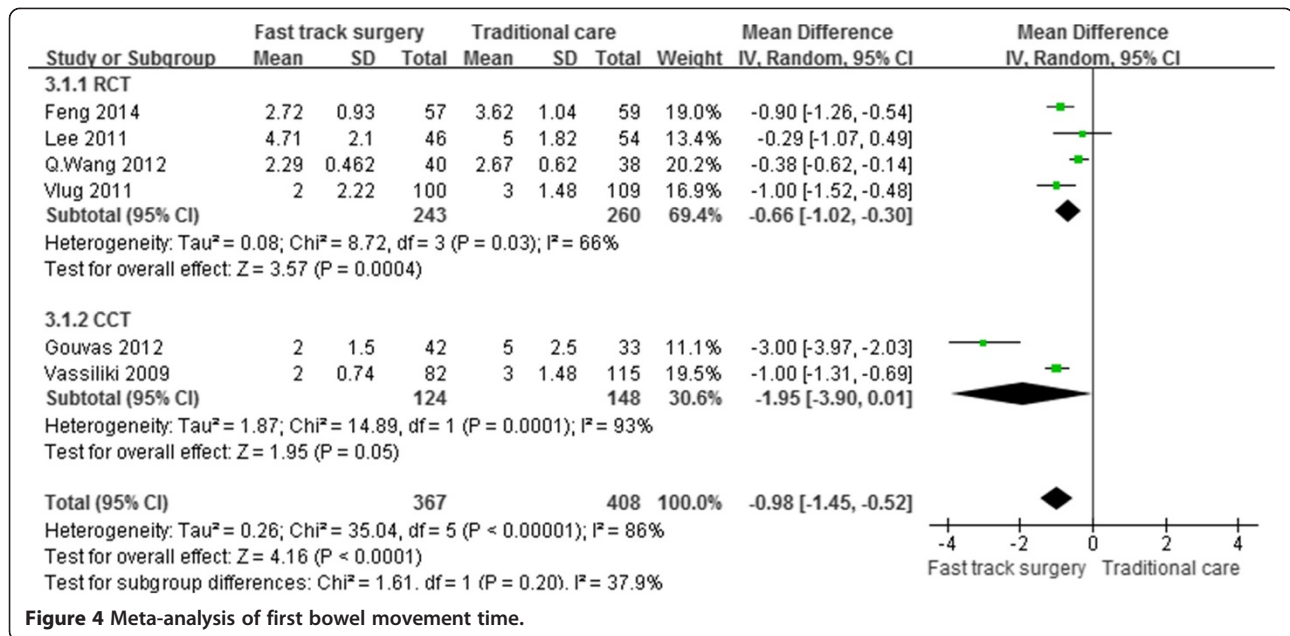 Fast track surgery Traditional care Mean Difference Mean Difference
Study or Subgroup Mean SD Total Mean SD Total Weight IV, Random, 95% CI IV, Random, 95% CI
3.1.1 RCT
Feng 2014 2.72 0.93 57 3.62 1.04 59 19.0% -0.90 [-1.26, -0.54]
Lee 2011 4.71 2.1 46 5 1.82 54 13.4% -0.29 [-1.07, 0.49]
Q.Wang 2012 2.29 0.462 40 2.67 0.62 38 20.2% -0.38 [-0.62, -0.14]
Vlug 2011 2 2.22 100 3 1.48 109 16.9% -1.00 [-1.52, -0.48]
Subtotal (95% CI) 243 260 69.4% -0.66 [-1.02, -0.30]
Heterogeneity: Tau² = 0.08; Chi² = 8.72, df = 3 (P = 0.03); I² = 66%
Test for overall effect: Z = 3.57 (P = 0.0004)
3.1.2 CCT
Gouvas 2012 2 1.5 42 5 2.5 33 11.1% -3.00 [-3.97, -2.03]
Vassiliki 2009 2 0.74 82 3 1.48 115 19.5% -1.00 [-1.31, -0.69]
Subtotal (95% CI) 124 148 30.6% -1.95 [-3.90, 0.01]
Heterogeneity: Tau² = 1.87; Chi² = 14.89, df = 1 (P = 0.0001); I² = 93%
Test for overall effect: Z = 1.95 (P = 0.05)
Total (95% CI) 367 408 100.0% -0.98 [-1.45, -0.52]
Heterogeneity: Tau² = 0.26; Chi² = 35.04, df = 5 (P < 0.00001); I² = 86%
Test for overall effect: Z = 4.16 (P < 0.0001)
Test for subgroup differences: Chi² = 1.61. df = 1 (P = 0.20). I² = 37.9%
-4 -2 0 2 4
Fast track surgery Traditional care
Figure 4 Meta-analysis of first bowel movement time.